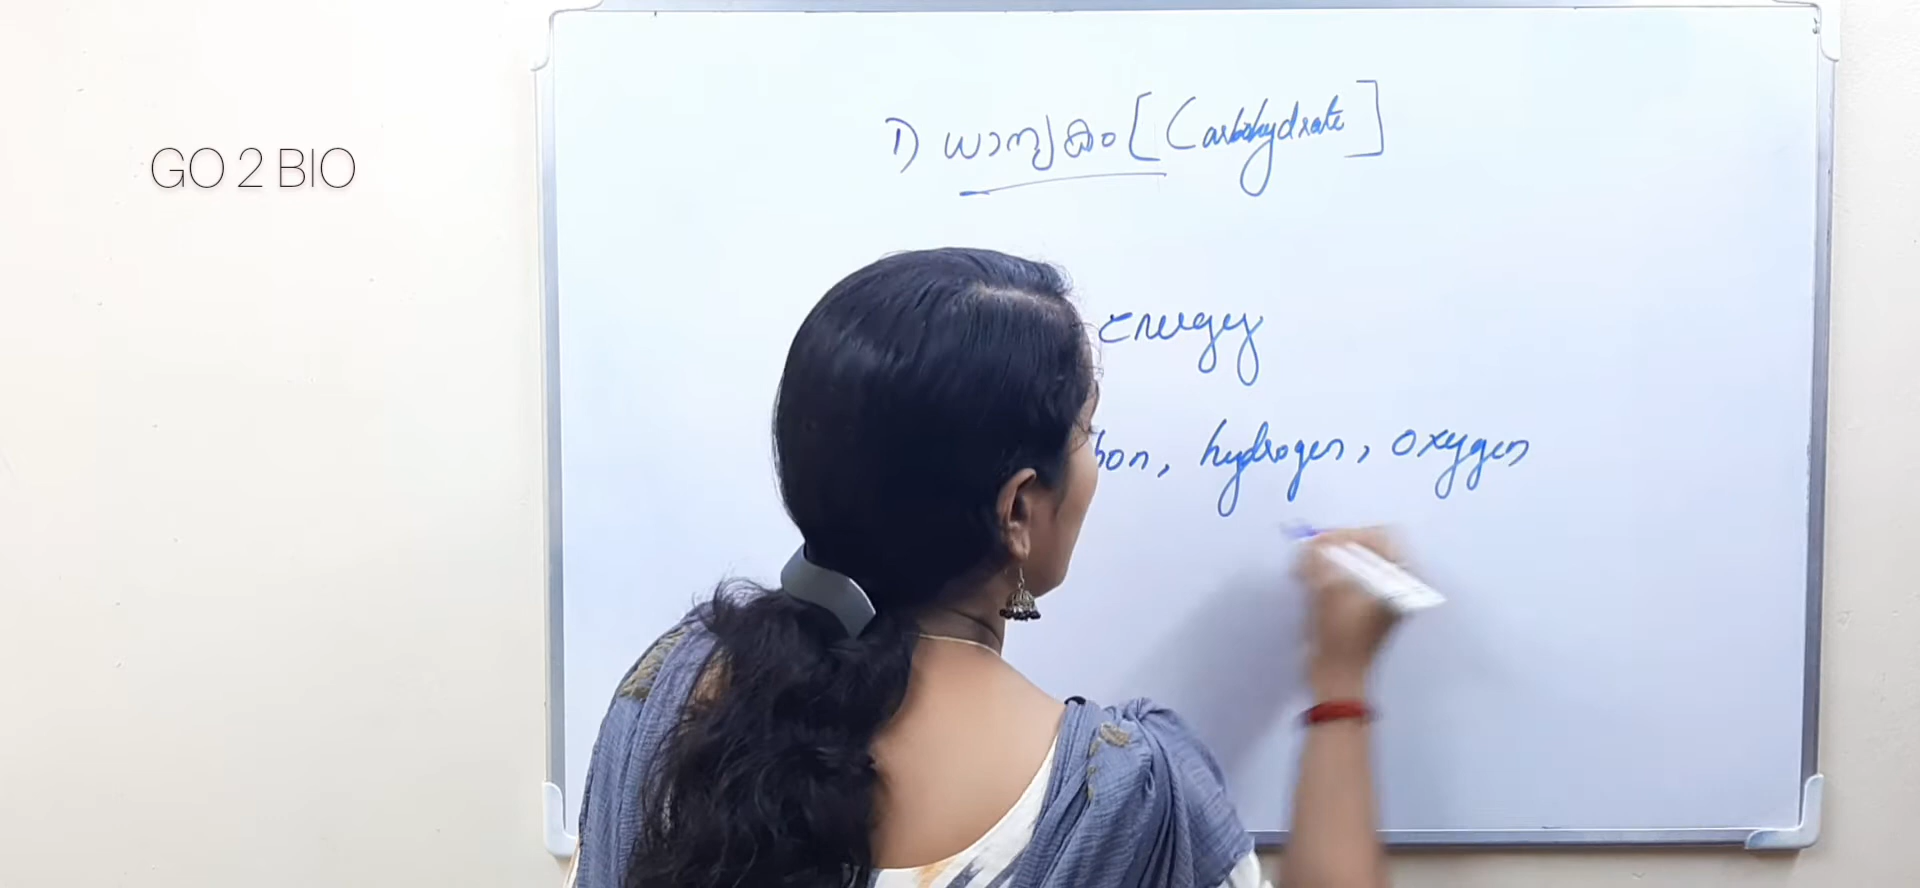 GO 2 BIO
1) ധാന്യകം [Carbohydrate]
Energy
bon, hydrogen, oxygen